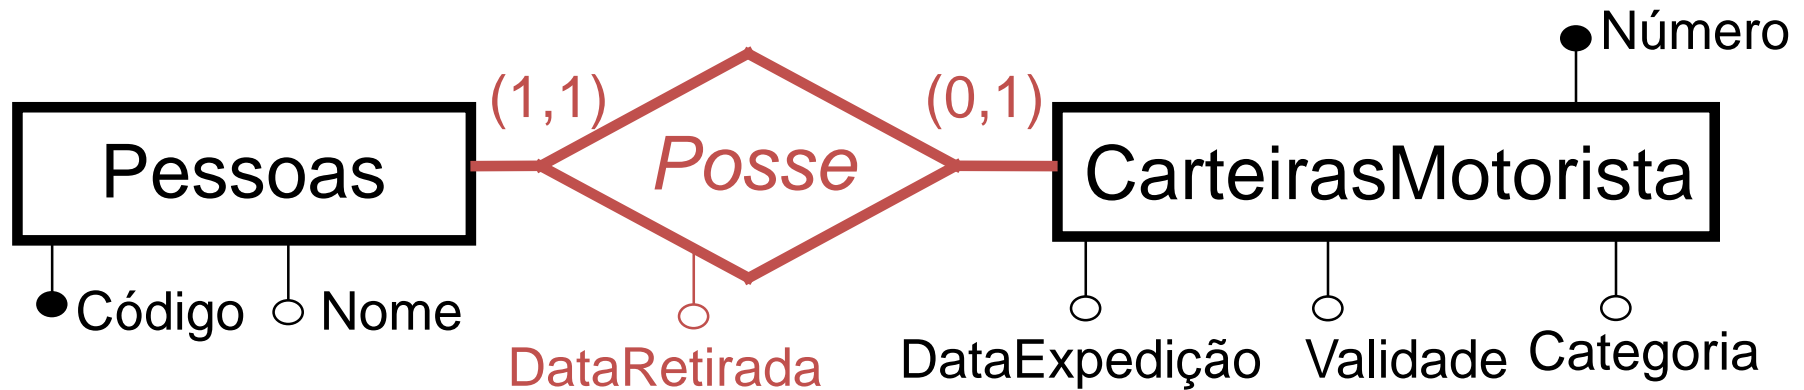 Número
(1,1)
(0,1)
Pessoas
Posse
CarteirasMotorista
Código
Nome
DataRetirada
DataExpedição
Validade
Categoria